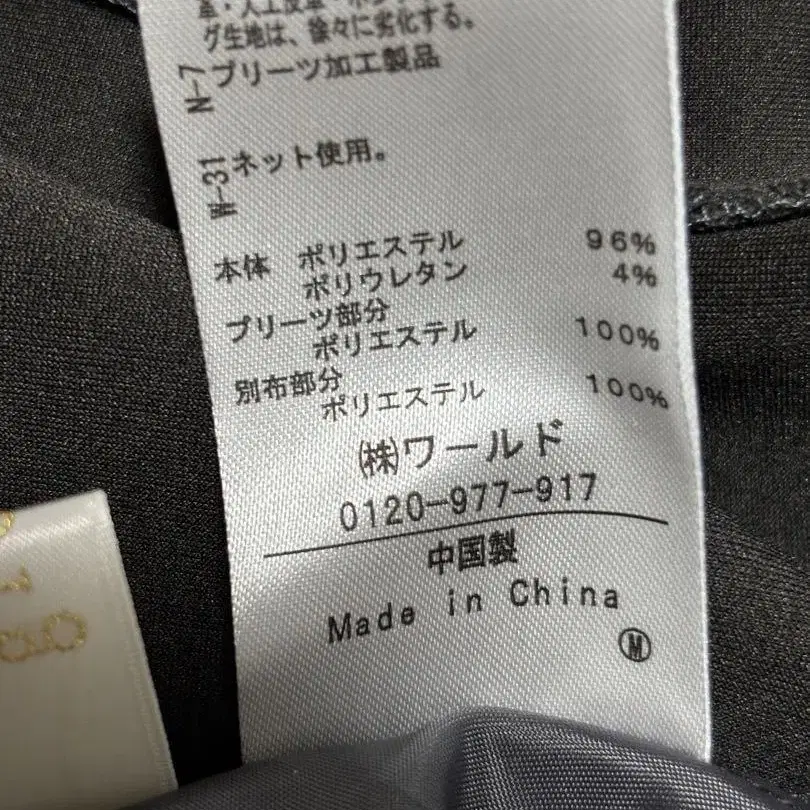 グ生地は、徐々に劣化する。
N-7 プリーツ加工製品
W-31 ネット使用。
本体 ポリエステル 96%
ポリウレタン 4%
プリーツ部分
ポリエステル 100%
別布部分
ポリエステル 100%
㈱ワールド
0120-977-917
中国製
Made in China
Ⓜ